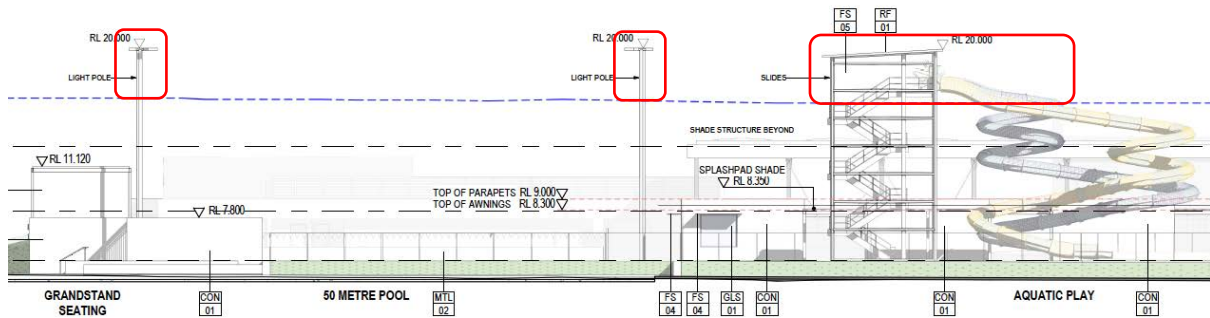 FS
05
RF
01
RL 20.000
RL 20.000
RL 20.000
LIGHT POLE
LIGHT POLE
SLIDES
SHADE STRUCTURE BEYOND
RL 11.120
SPLASHPAD SHADE
RL 8.350
TOP OF PARAPETS RL 9.000
TOP OF AWNINGS RL 8.300
RL 7.800
GRANDSTAND
SEATING
CON
01
50 METRE POOL
MTL
02
FS
04
FS
04
GLS
01
CON
01
CON
01
AQUATIC PLAY
CON
01